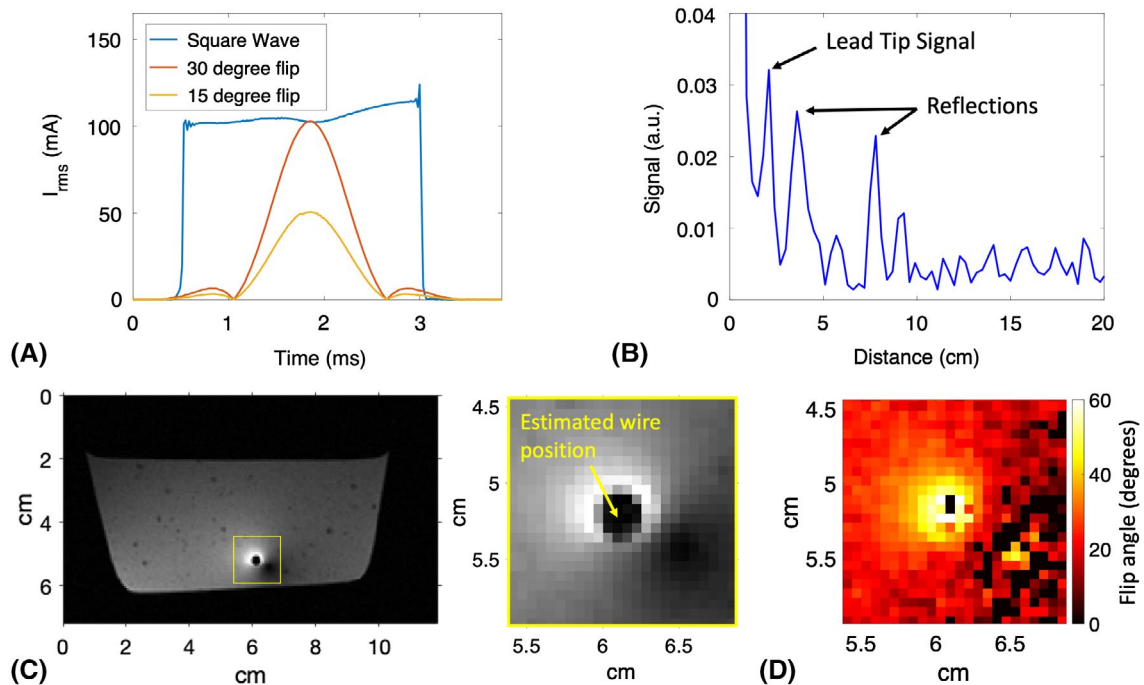 150
100
50
0
I rms (mA)
Square Wave
30 degree flip
15 degree flip
0 1 2 3
Time (ms)
(A)
0.04
0.03
0.02
0.01
0
Signal (a.u.)
Lead Tip Signal
Reflections
0 5 10 15 20
Distance (cm)
(B)
0
2
4
6
cm
0 2 4 6 8 10
cm
(C)
4.5
5
5.5
cm
Estimated wire
position
5.5 6 6.5
cm
4.5
5
5.5
cm
5.5 6 6.5
cm
(D)
60
40
20
0
Flip angle (degrees)